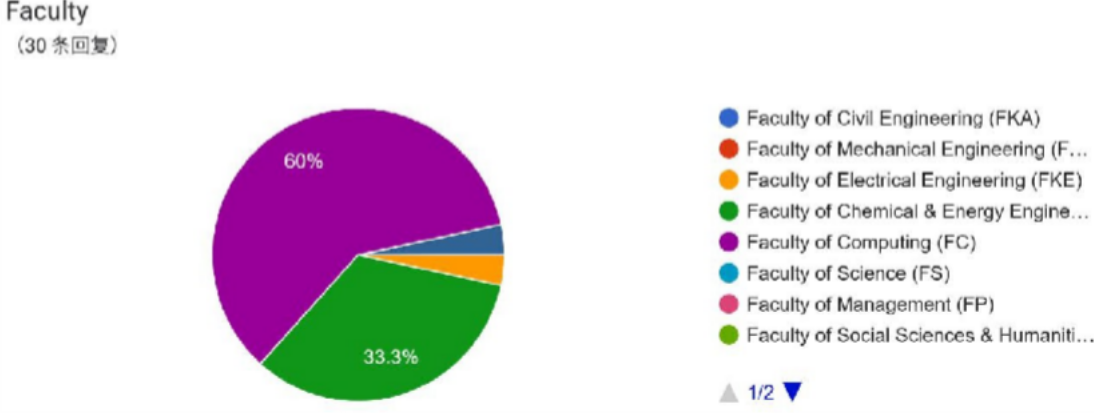 Faculty
（30 条回复）
60%
33.3%
Faculty of Civil Engineering (FKA)
Faculty of Mechanical Engineering (F...
Faculty of Electrical Engineering (FKE)
Faculty of Chemical & Energy Engine...
Faculty of Computing (FC)
Faculty of Science (FS)
Faculty of Management (FP)
Faculty of Social Sciences & Humaniti...
1/2